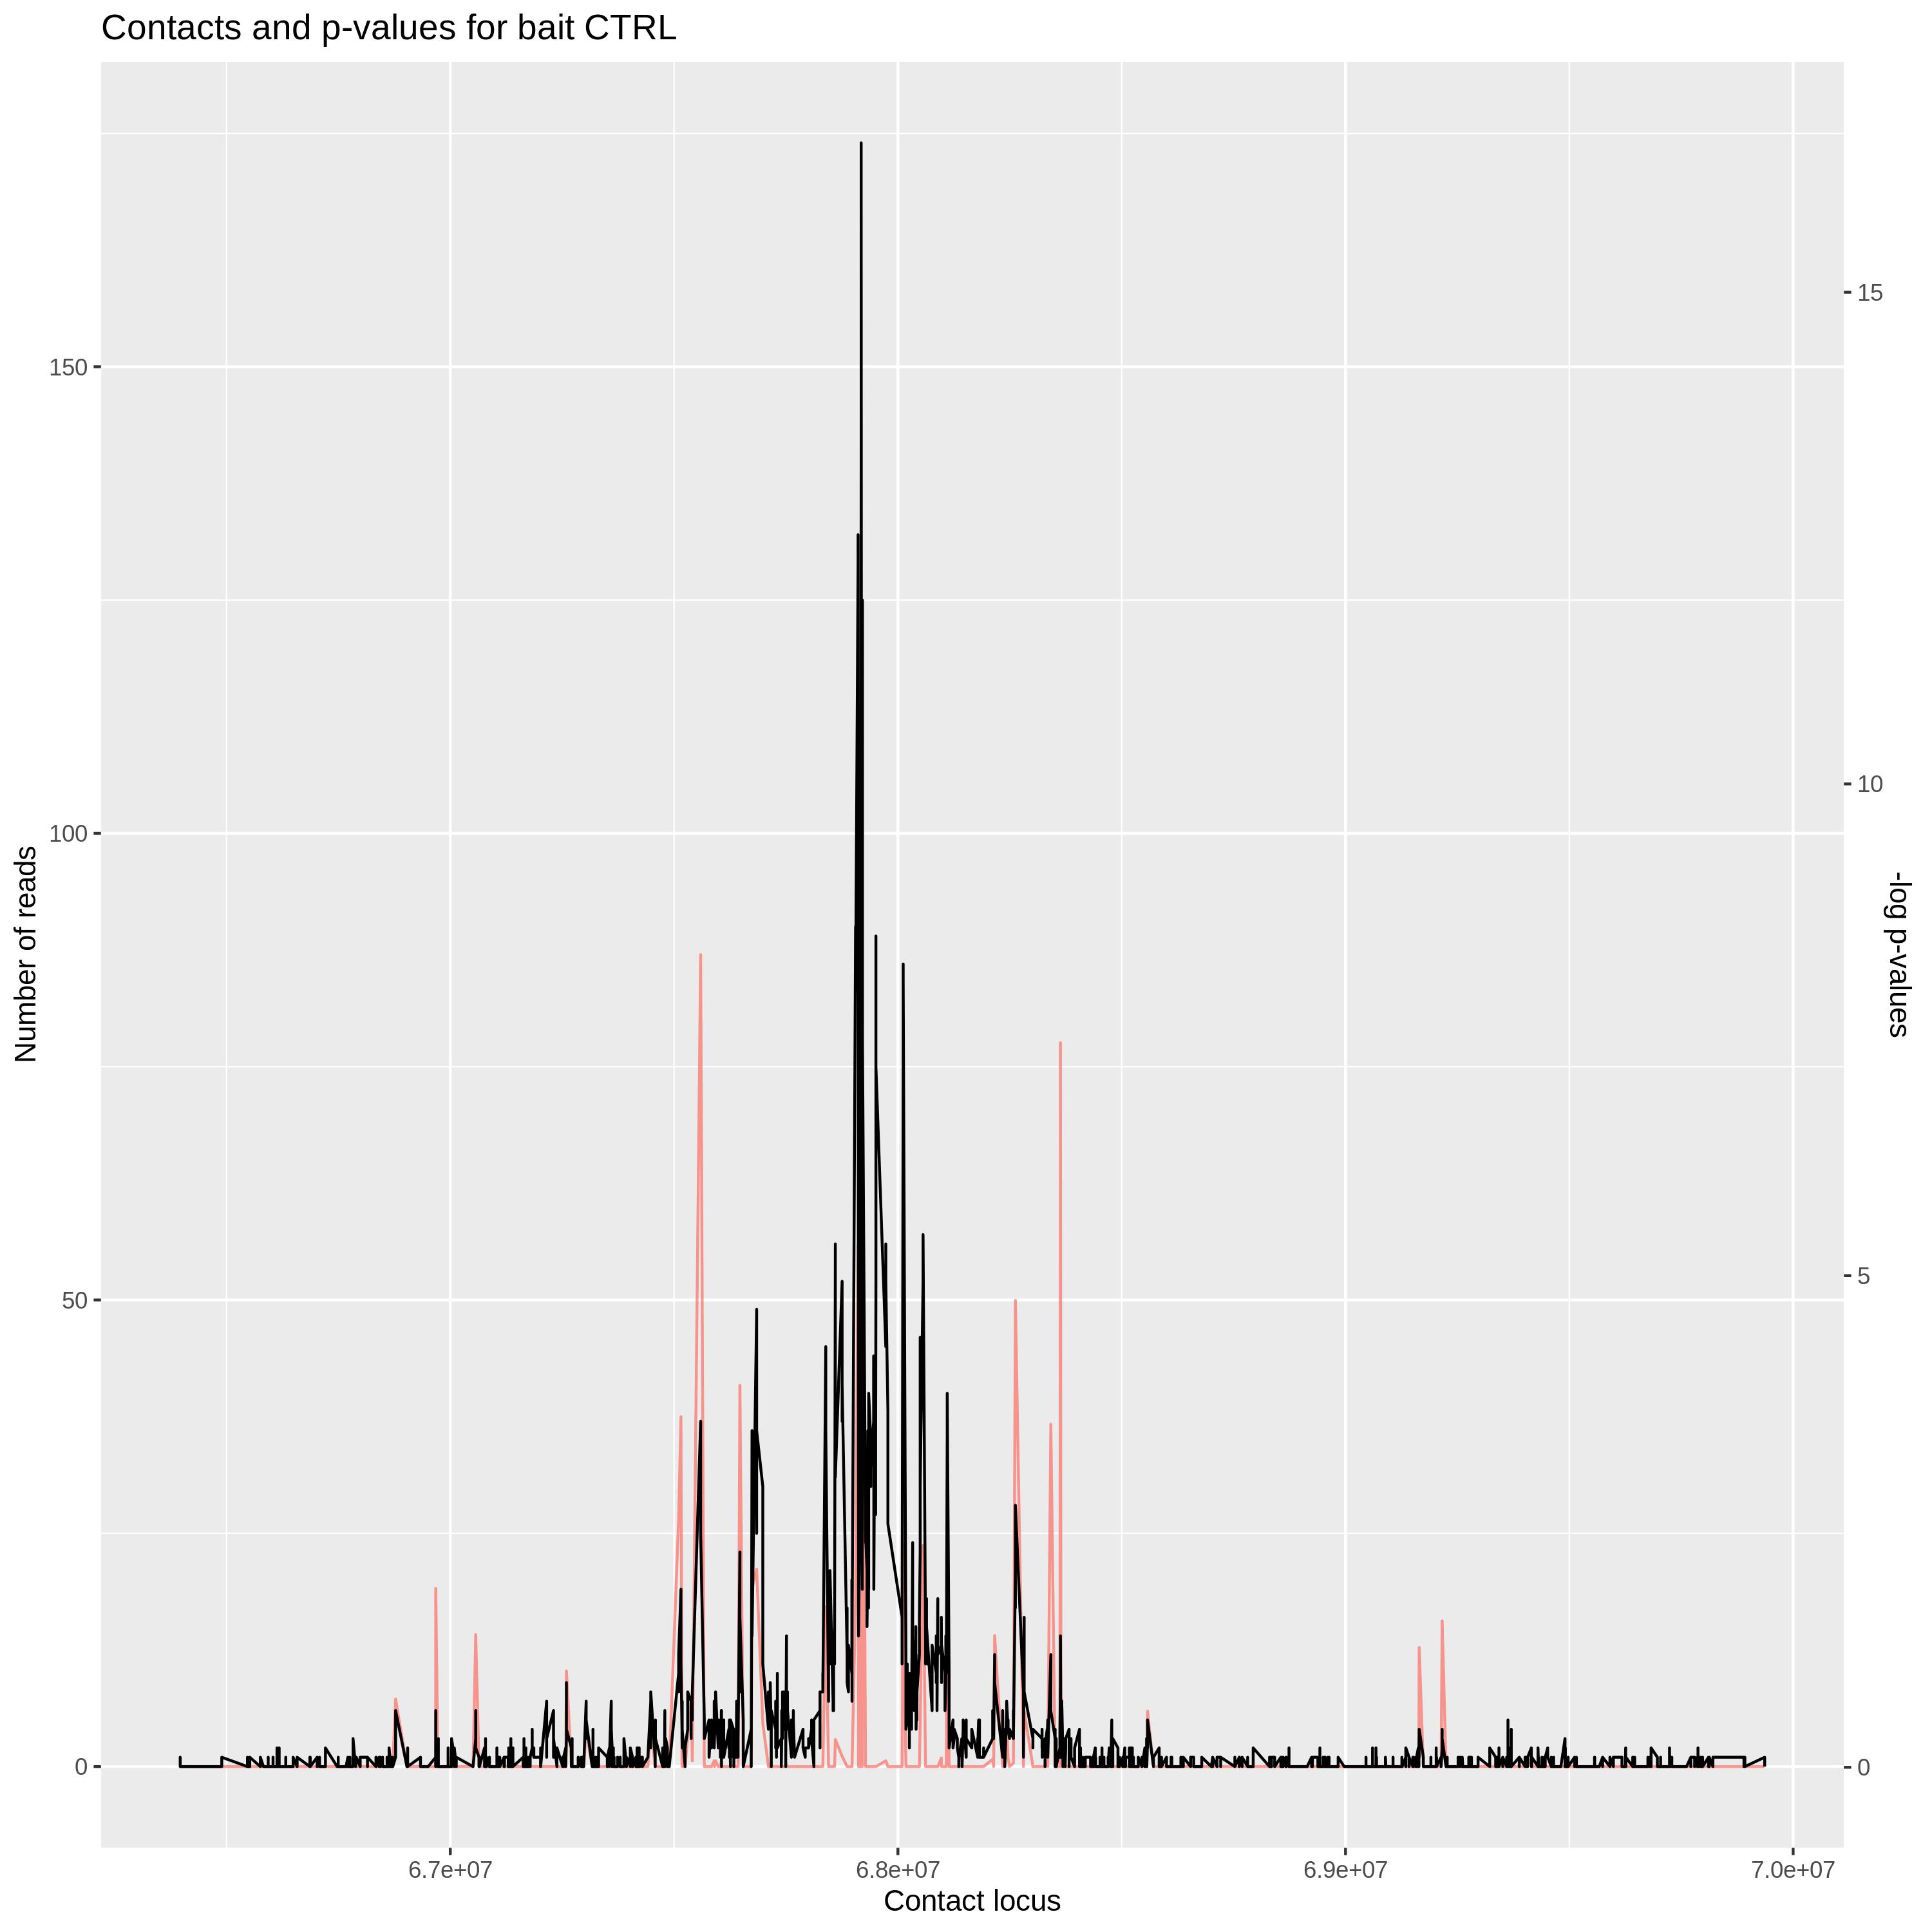 Contacts and p-values for bait CTRL
150
100
50
0
Number of reads
15
10
5
0
-log p-values
6.7e+07
6.8e+07
6.9e+07
7.0e+07
Contact locus